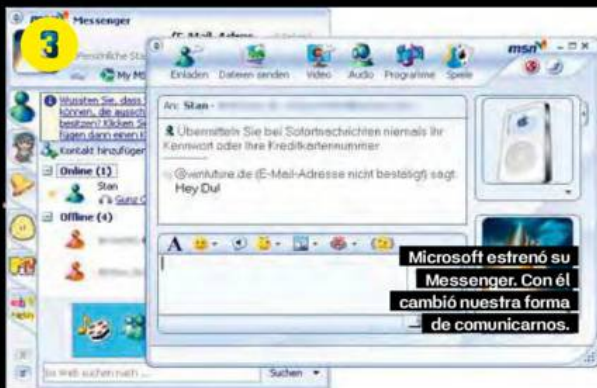 3
msn Messenger
(E-Mail-Adres
Persönliche Sta
My MS
Wussten Sie, dass
können, die aussch
besitzen? Klicken Si
fügen dann einen K
Kontakt hinzufügen
Online (1)
Stan
Offline (4)
Suchen
msn
Einladen Dateien senden Video Audio Programme Spiele
An: Stan -
Übermitteln Sie bei Sofortnachrichten niemals Ihr
Kennwort oder Ihre Kreditkartennummer
@winfuture.de (E-Mail-Adresse nicht bestätigt) sagt:
Hey Du!
A
Microsoft estrenó su
Messenger. Con él
cambió nuestra forma
de comunicarnos.